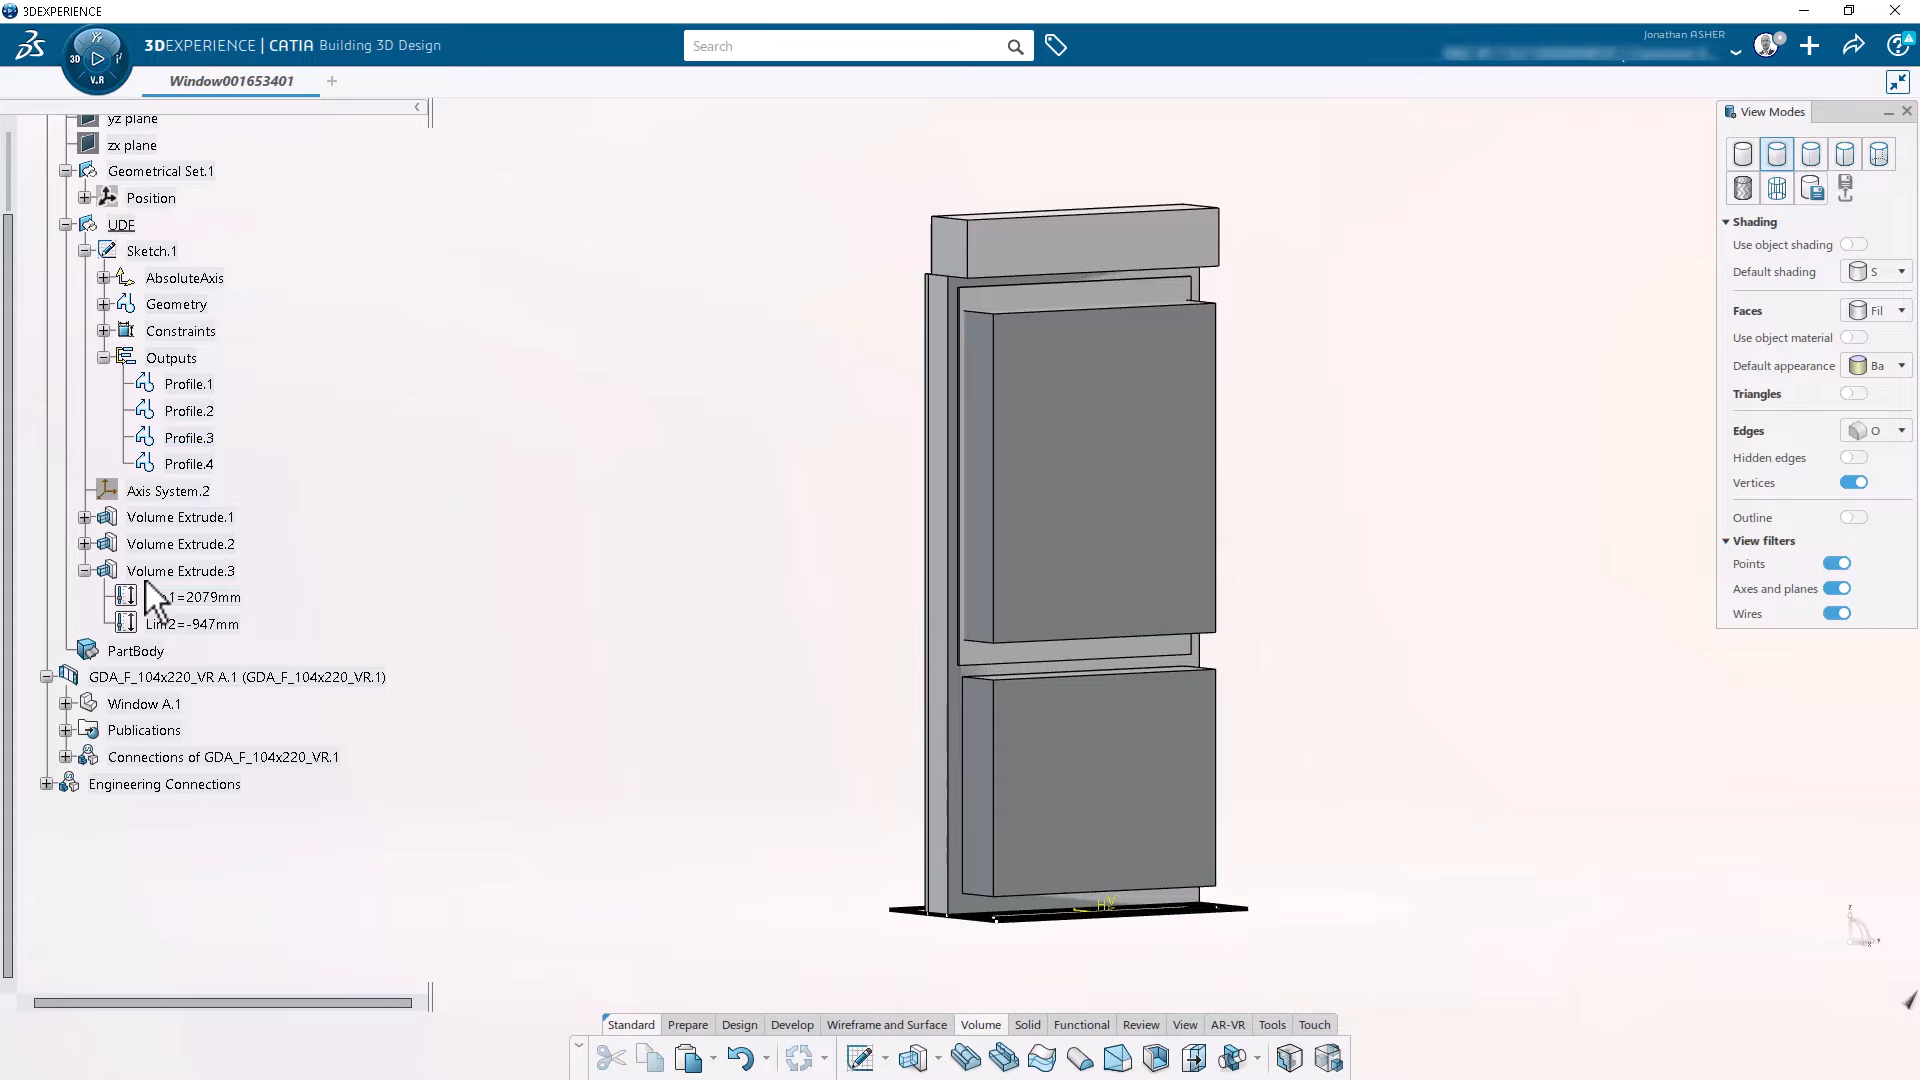 3DEXPERIENCE
3DEXPERIENCE | CATIA Building 3D Design
3D
V.R
Search
Jonathan ASHER
Window001653401
yz plane
zx plane
Geometrical Set.1
Position
UDF
Sketch.1
AbsoluteAxis
Geometry
Constraints
Outputs
Profile.1
Profile.2
Profile.3
Profile.4
Axis System.2
Volume Extrude.1
Volume Extrude.2
Volume Extrude.3
1=2079mm
Lim2=-947mm
PartBody
GDA_F_104x220_VR A.1 (GDA_F_104x220_VR.1)
Window A.1
Publications
Connections of GDA_F_104x220_VR.1
Engineering Connections
H V
View Modes
Shading
Use object shading
Default shading S
Faces Fil
Use object material
Default appearance Ba
Triangles
Edges O
Hidden edges
Vertices
Outline
View filters
Points
Axes and planes
Wires
z
x y
Standard Prepare Design Develop Wireframe and Surface Volume Solid Functional Review View AR-VR Tools Touch